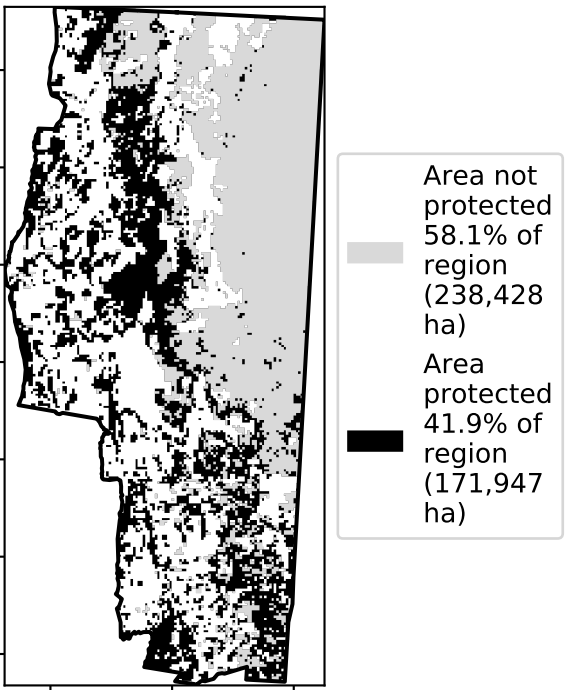 Area not
protected
58.1% of
region
(238,428
ha)
Area
protected
41.9% of
region
(171,947
ha)